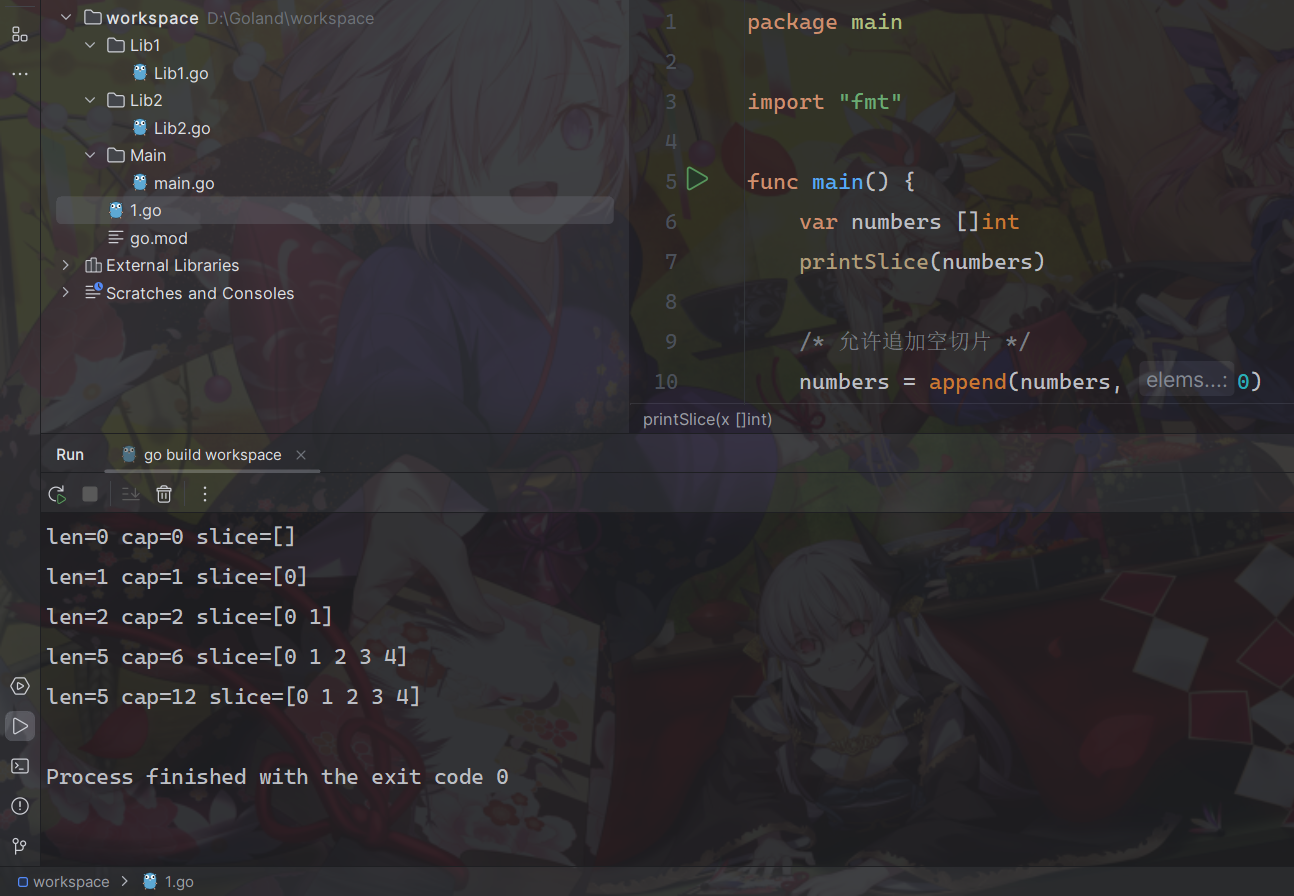 workspace D:\Goland\workspace
Lib1
Lib1.go
Lib2
Lib2.go
Main
main.go
1.go
go.mod
External Libraries
Scratches and Consoles
1 package main
2
3 import "fmt"
4
5 func main() {
6 var numbers []int
7 printSlice(numbers)
8
9 /* 允许追加空切片 */
10 numbers = append(numbers, elems...: 0)
printSlice(x []int)
Run go build workspace
len=0 cap=0 slice=[]
len=1 cap=1 slice=[0]
len=2 cap=2 slice=[0 1]
len=5 cap=6 slice=[0 1 2 3 4]
len=5 cap=12 slice=[0 1 2 3 4]
Process finished with the exit code 0
workspace > 1.go